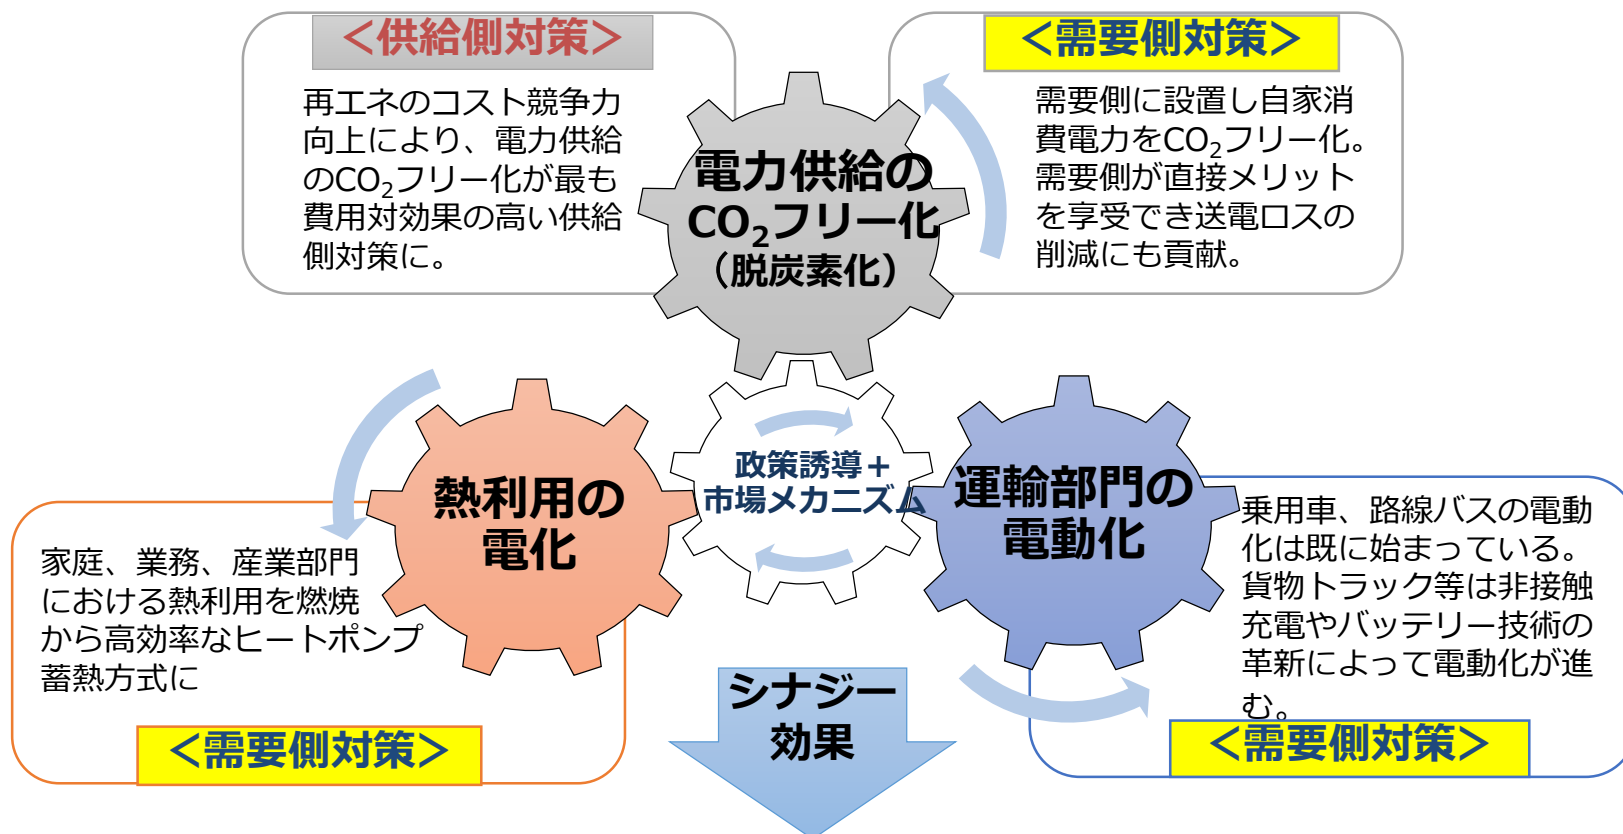 ＜供給側対策＞
再エネのコスト競争力
向上により、電力供給
のCO₂フリー化が最も
費用対効果の高い供給
側対策に。
＜需要側対策＞
需要側に設置し自家消
費電力をCO₂フリー化。
需要側が直接メリット
を享受でき送電ロスの
削減にも貢献。
電力供給の
CO₂フリー化
（脱炭素化）
熱利用の
電化
政策誘導＋
市場メカニズム
運輸部門の
電動化
家庭、業務、産業部門
における熱利用を燃焼
から高効率なヒートポンプ
蓄熱方式に
＜需要側対策＞
乗用車、路線バスの電動
化は既に始まっている。
貨物トラック等は非接触
充電やバッテリー技術の
革新によって電動化が進
む。
＜需要側対策＞
シナジー
効果